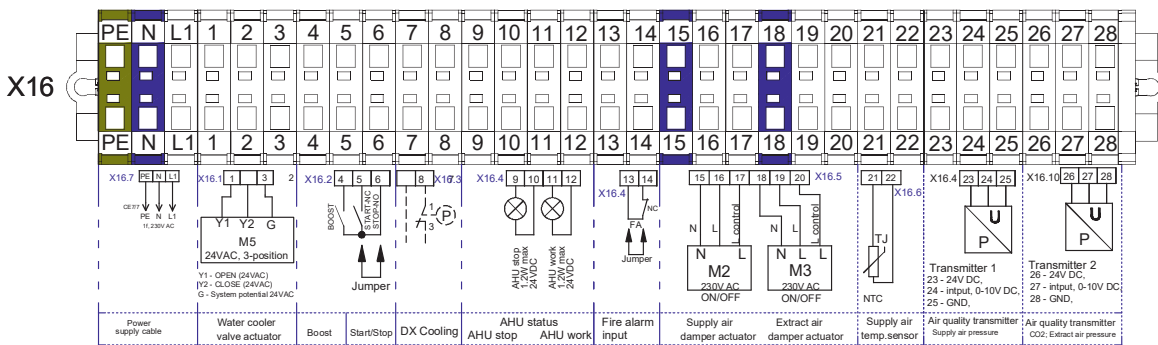 PE N L1 1 2 3 4 5 6 7 8 9 10 11 12 13 14 15 16 17 18 19 20 21 22 23 24 25 26 27 28
X16
PE N L1 1 2 3 4 5 6 7 8 9 10 11 12 13 14 15 16 17 18 19 20 21 22 23 24 25 26 27 28
X16.7 PE N L1
CE7/7
PE N L1
1f, 230V AC
X16.1 1 3 2
Y1 Y2 G
M5
24VAC, 3-position
Y1 - OPEN (24VAC)
Y2 - CLOSE (24VAC)
G - System potential 24VAC
X16.2 4 5 6
BOOST
START-NC
STOP-NO
Jumper
8 X16.7.3
1
3
P
X16.4 9 10 11 12
AHU stop
1.2W max
24VDC
AHU work
1.2W max
24 VDC
13 14
X16.4
NC
FA
Jumper
15 16 17 18 19 20 X16.5
N L L control
N L L control
N L
M2
230V AC
ON/OFF
N L
M3
230V AC
ON/OFF
21 22
X16.6
TJ
NTC
X16.4 23 24 25
U
P
Transmitter 1
23 - 24V DC,
24 - intput, 0-10V DC,
25 - GND,
X16.10 26 27 28
U
P
Transmitter 2
26 - 24V DC,
27 - intput, 0-10V DC
28 - GND,
Power
supply cable
Water cooler
valve actuator
Boost
Start/Stop
DX Cooling
AHU status
AHU stop AHU work
Fire alarm
input
Supply air
damper actuator
Extract air
damper actuator
Supply air
temp.sensor
Air quality transmitter
Supply air pressure
Air quality transmitter
CO2; Extract air pressure